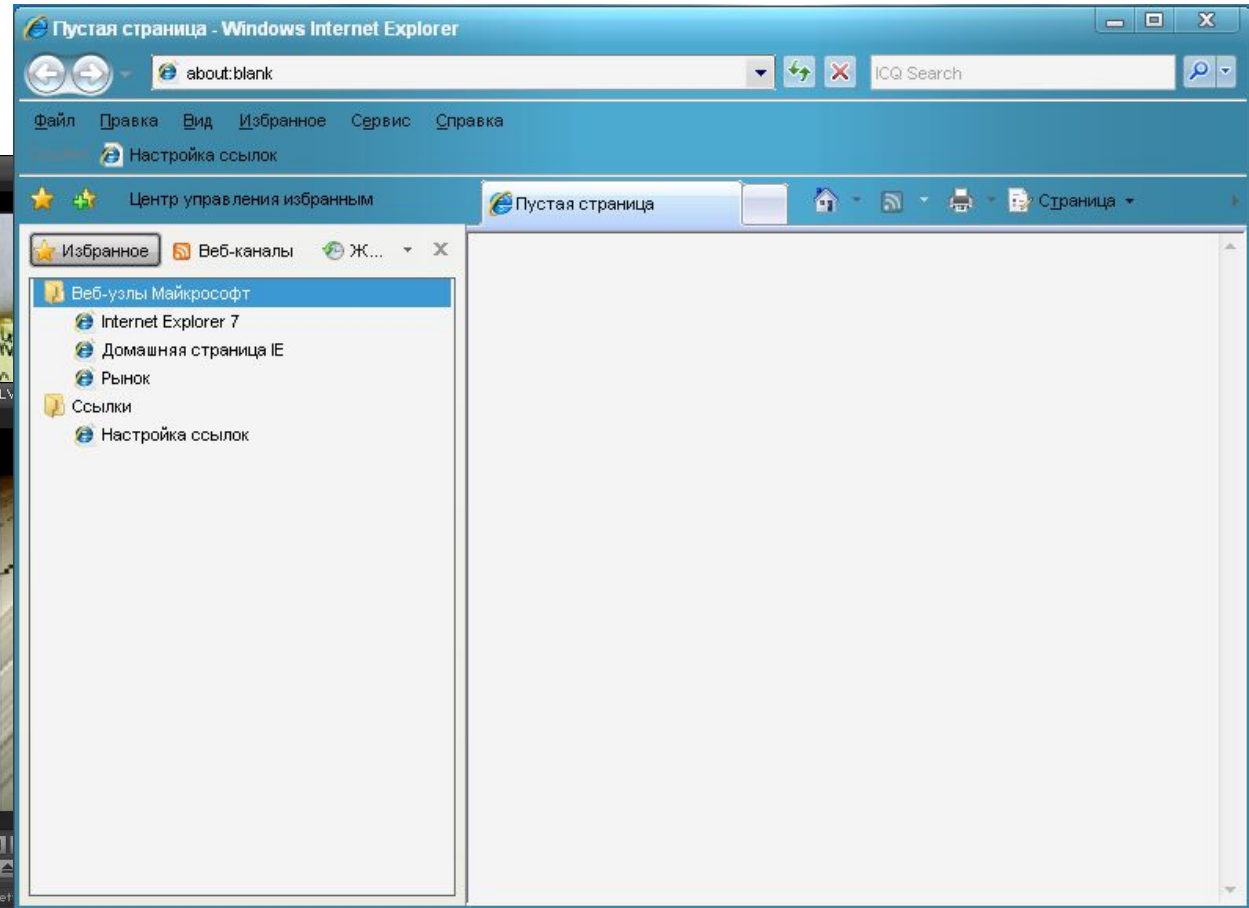 Пустая страница - Windows Internet Explorer
about:blank
ICQ Search
Файл Правка Вид Избранное Сервис Справка
Настройка ссылок
Центр управления избранным
Пустая страница
Страница
Избранное Веб-каналы Ж...
Веб-узлы Майкрософт
Internet Explorer 7
Домашняя страница IE
Рынок
Ссылки
Настройка ссылок